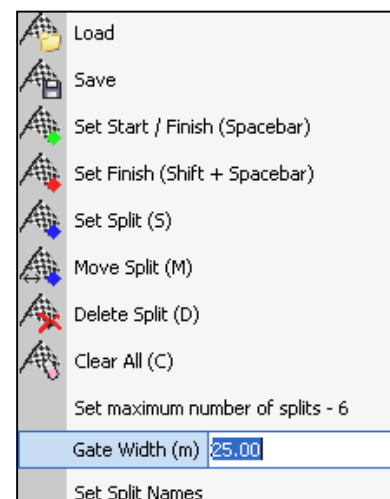 Load
Save
Set Start / Finish (Spacebar)
Set Finish (Shift + Spacebar)
Set Split (S)
Move Split (M)
Delete Split (D)
Clear All (C)
Set maximum number of splits - 6
Gate Width (m) 25.00
Set Split Names